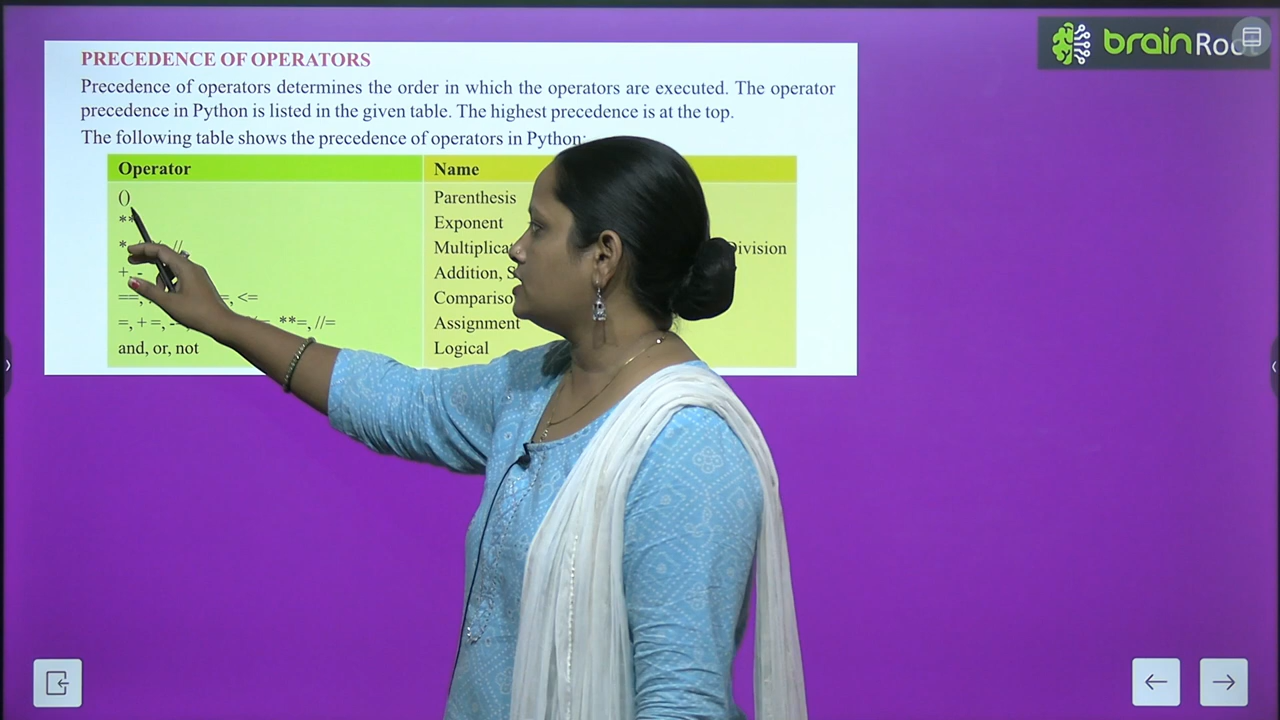 brainRoo
PRECEDENCE OF OPERATORS
Precedence of operators determines the order in which the operators are executed. The operator
precedence in Python is listed in the given table. The highest precedence is at the top.
The following table shows the precedence of operators in Python:
Operator Name
() Parenthesis
** Exponent
* // Multiplicat Division
+, - Addition, S
==, <= Compariso
=, + =, **=, //= Assignment
and, or, not Logical